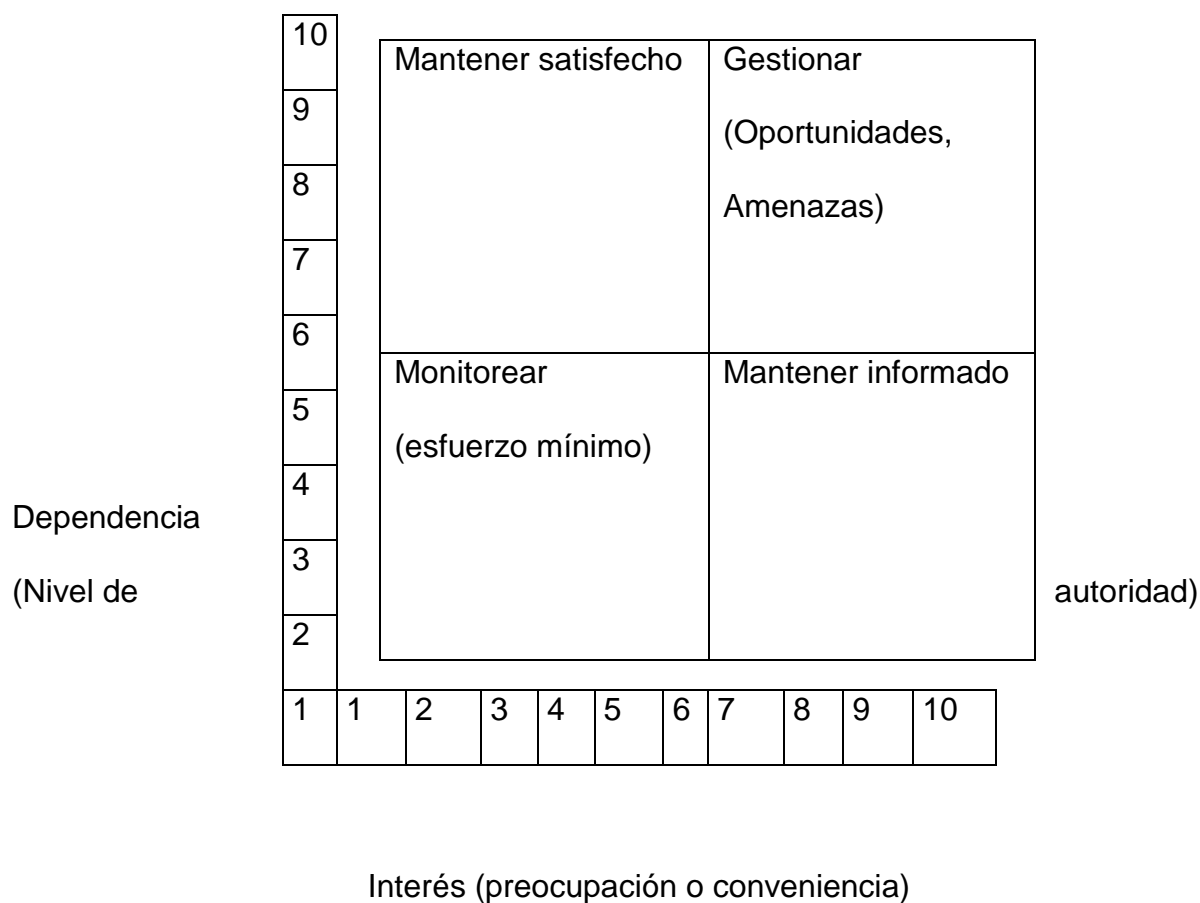 10
Mantener satisfecho Gestionar
9
(Oportunidades,
8
Amenazas)
7
6
Monitorear Mantener informado
5
(esfuerzo mínimo)
4
Dependencia
3
(Nivel de autoridad)
2
1 1 2 3 4 5 6 7 8 9 10
Interés (preocupación o conveniencia)